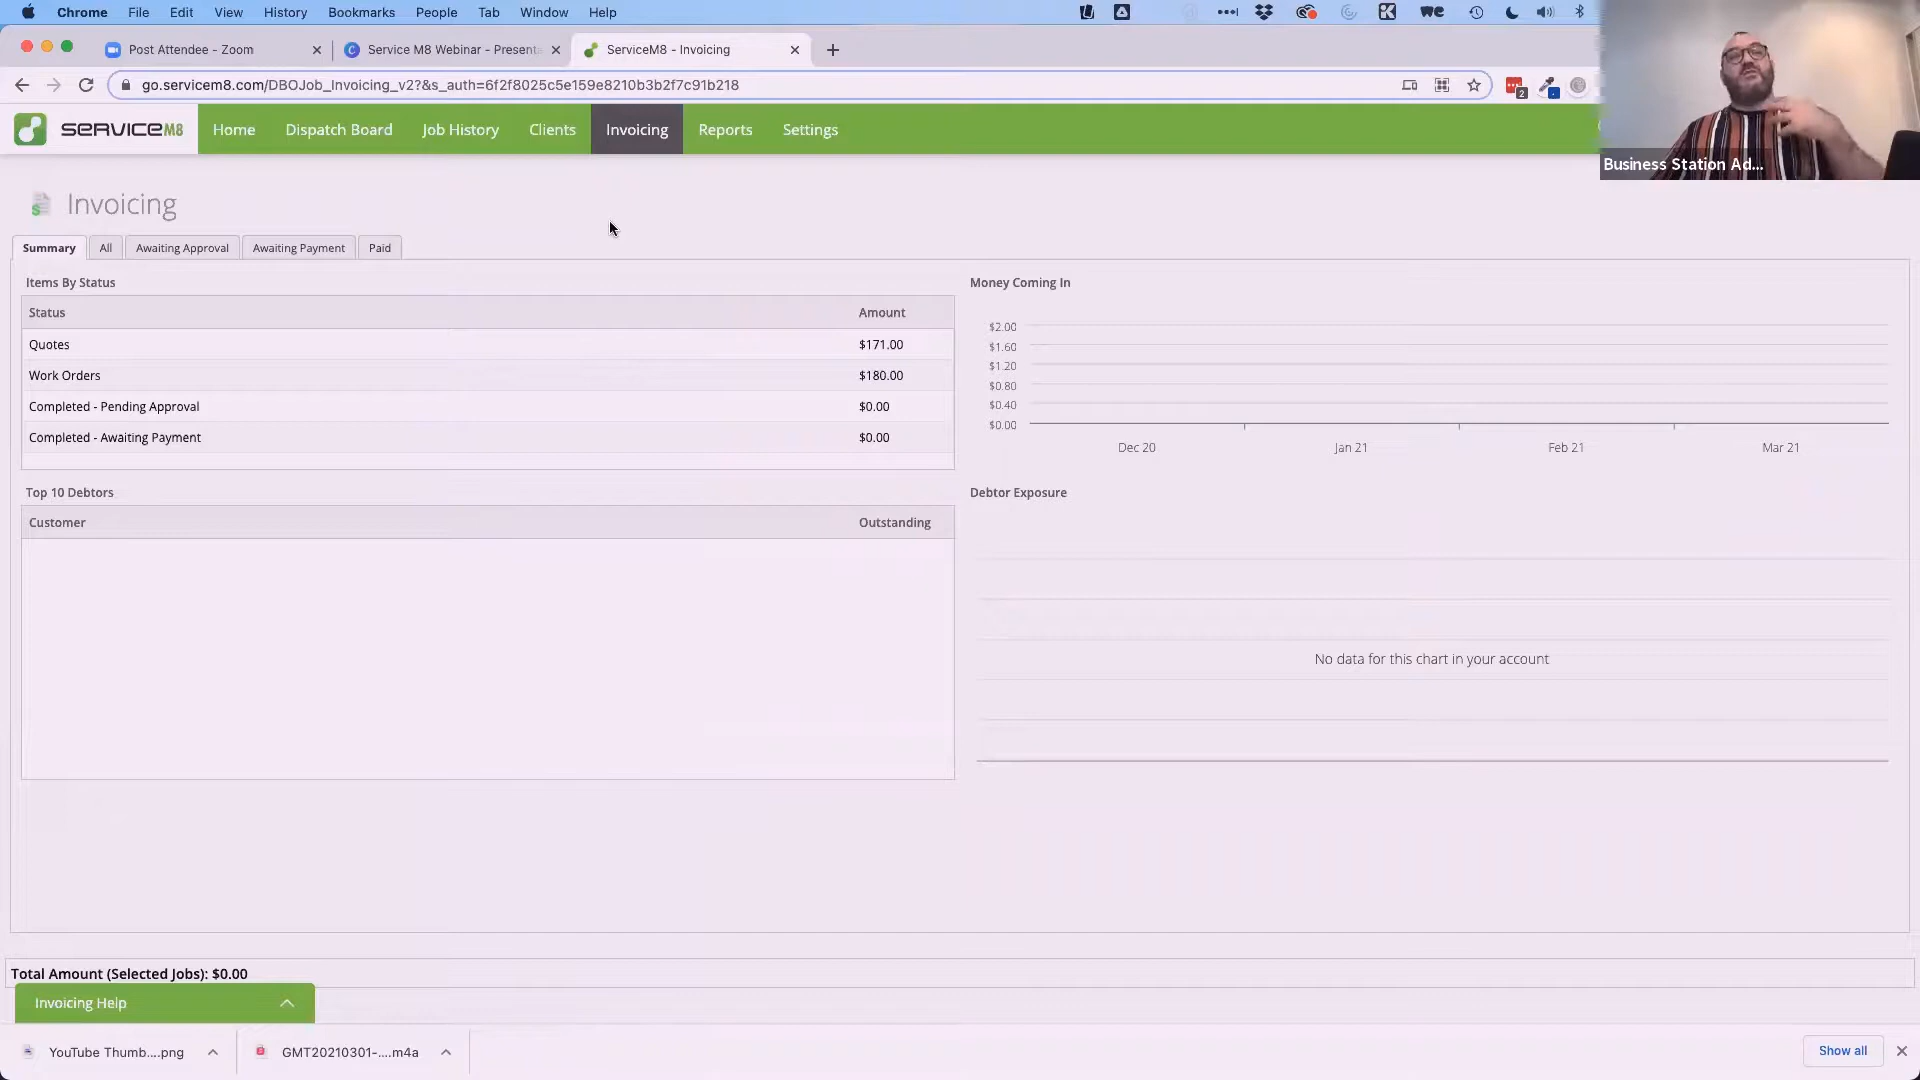 Chrome File Edit View History Bookmarks People Tab Window Help
Post Attendee - Zoom
Service M8 Webinar - Presenta
ServiceM8 - Invoicing
go.servicem8.com/DBOJob_Invoicing_v2?&s_auth=6f2f8025c5e159e8210b3b2f7c91b218
2
SERVICEM8
Home Dispatch Board Job History Clients Invoicing Reports Settings
Business Station Ad...
Invoicing
Summary All Awaiting Approval Awaiting Payment Paid
Items By Status
Status Amount
Quotes $171.00
Work Orders $180.00
Completed - Pending Approval $0.00
Completed - Awaiting Payment $0.00
Money Coming In
$2.00
$1.60
$1.20
$0.80
$0.40
$0.00
Dec 20 Jan 21 Feb 21 Mar 21
Top 10 Debtors
Customer Outstanding
Debtor Exposure
No data for this chart in your account
Total Amount (Selected Jobs): $0.00
Invoicing Help
YouTube Thumb....png
GMT20210301-....m4a
Show all